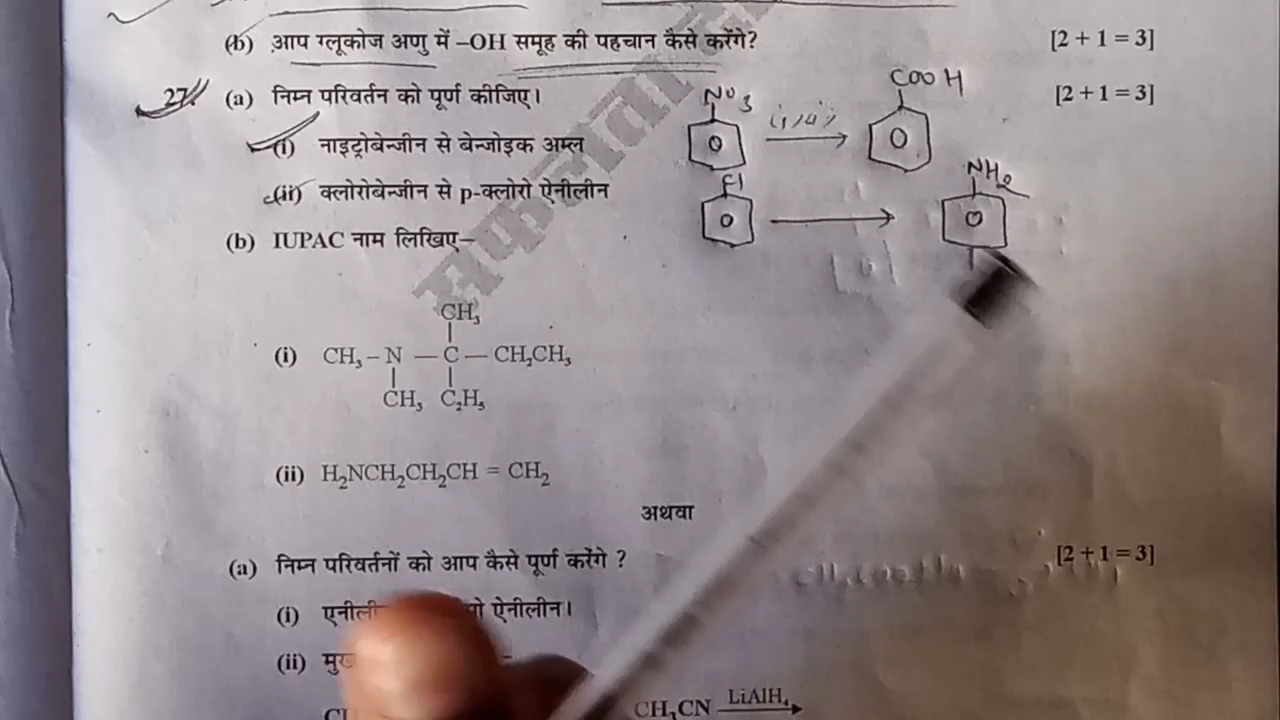 (b) आप ग्लूकोज अणु में –OH समूह की पहचान कैसे करेंगे? [2 + 1 = 3]
27. (a) निम्न परिवर्तन को पूर्ण कीजिए। [2 + 1 = 3]
NO3 COOH
(i) नाइट्रोबेन्जीन से बेन्जोइक अम्ल
Cl NH2
(ii) क्लोरोबेन्जीन से p-क्लोरो ऐनीलीन
(b) IUPAC नाम लिखिए–
CH3
(i) CH3 – N – C – CH2CH3
CH3 C2H5
(ii) H2NCH2CH2CH = CH2
अथवा
(a) निम्न परिवर्तनों को आप कैसे पूर्ण करेंगे ? [2 + 1 = 3]
(i) ऐनीलीन।
(ii)
CH3CN LiAlH4